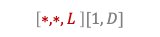 [*,*, L ][1, D]